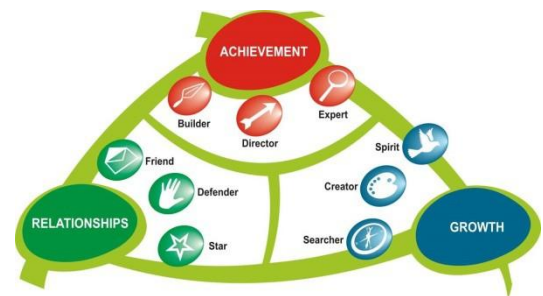 ACHIEVEMENT
Builder
Director
Expert
Friend
Defender
Star
RELATIONSHIPS
Spirit
Creator
Searcher
GROWTH